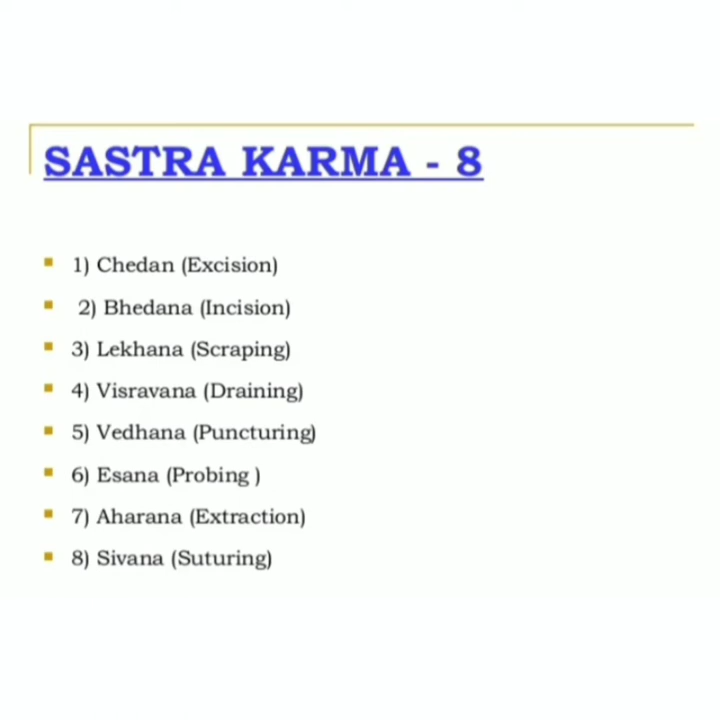 SASTRA KARMA - 8
1) Chedan (Excision)
2) Bhedana (Incision)
3) Lekhana (Scraping)
4) Visravana (Draining)
5) Vedhana (Puncturing)
6) Esana (Probing )
7) Aharana (Extraction)
8) Sivana (Suturing)